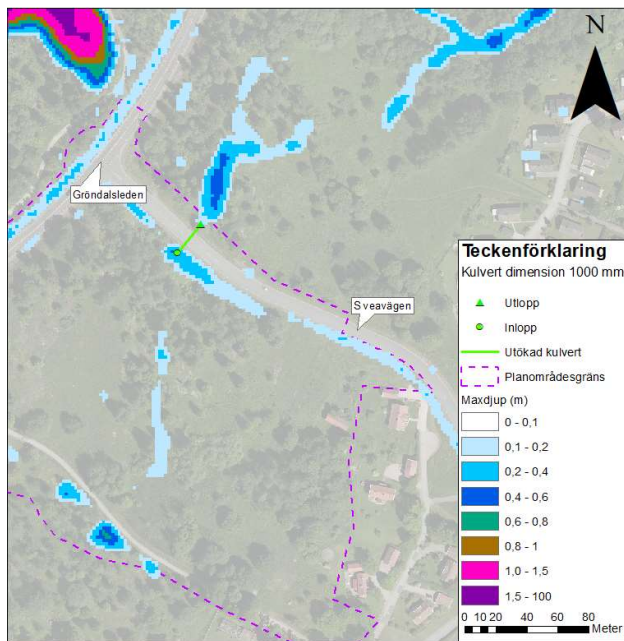 N
Gröndalsleden
Sveavägen
Teckenförklaring
Kulvert dimension 1000 mm
Utlopp
Inlopp
Utökad kulvert
Planområdesgräns
Maxdjup (m)
0 - 0,1
0,1 - 0,2
0,2 - 0,4
0,4 - 0,6
0,6 - 0,8
0,8 - 1
1,0 - 1,5
1,5 - 100
0 10 20 40 60 80
Meter